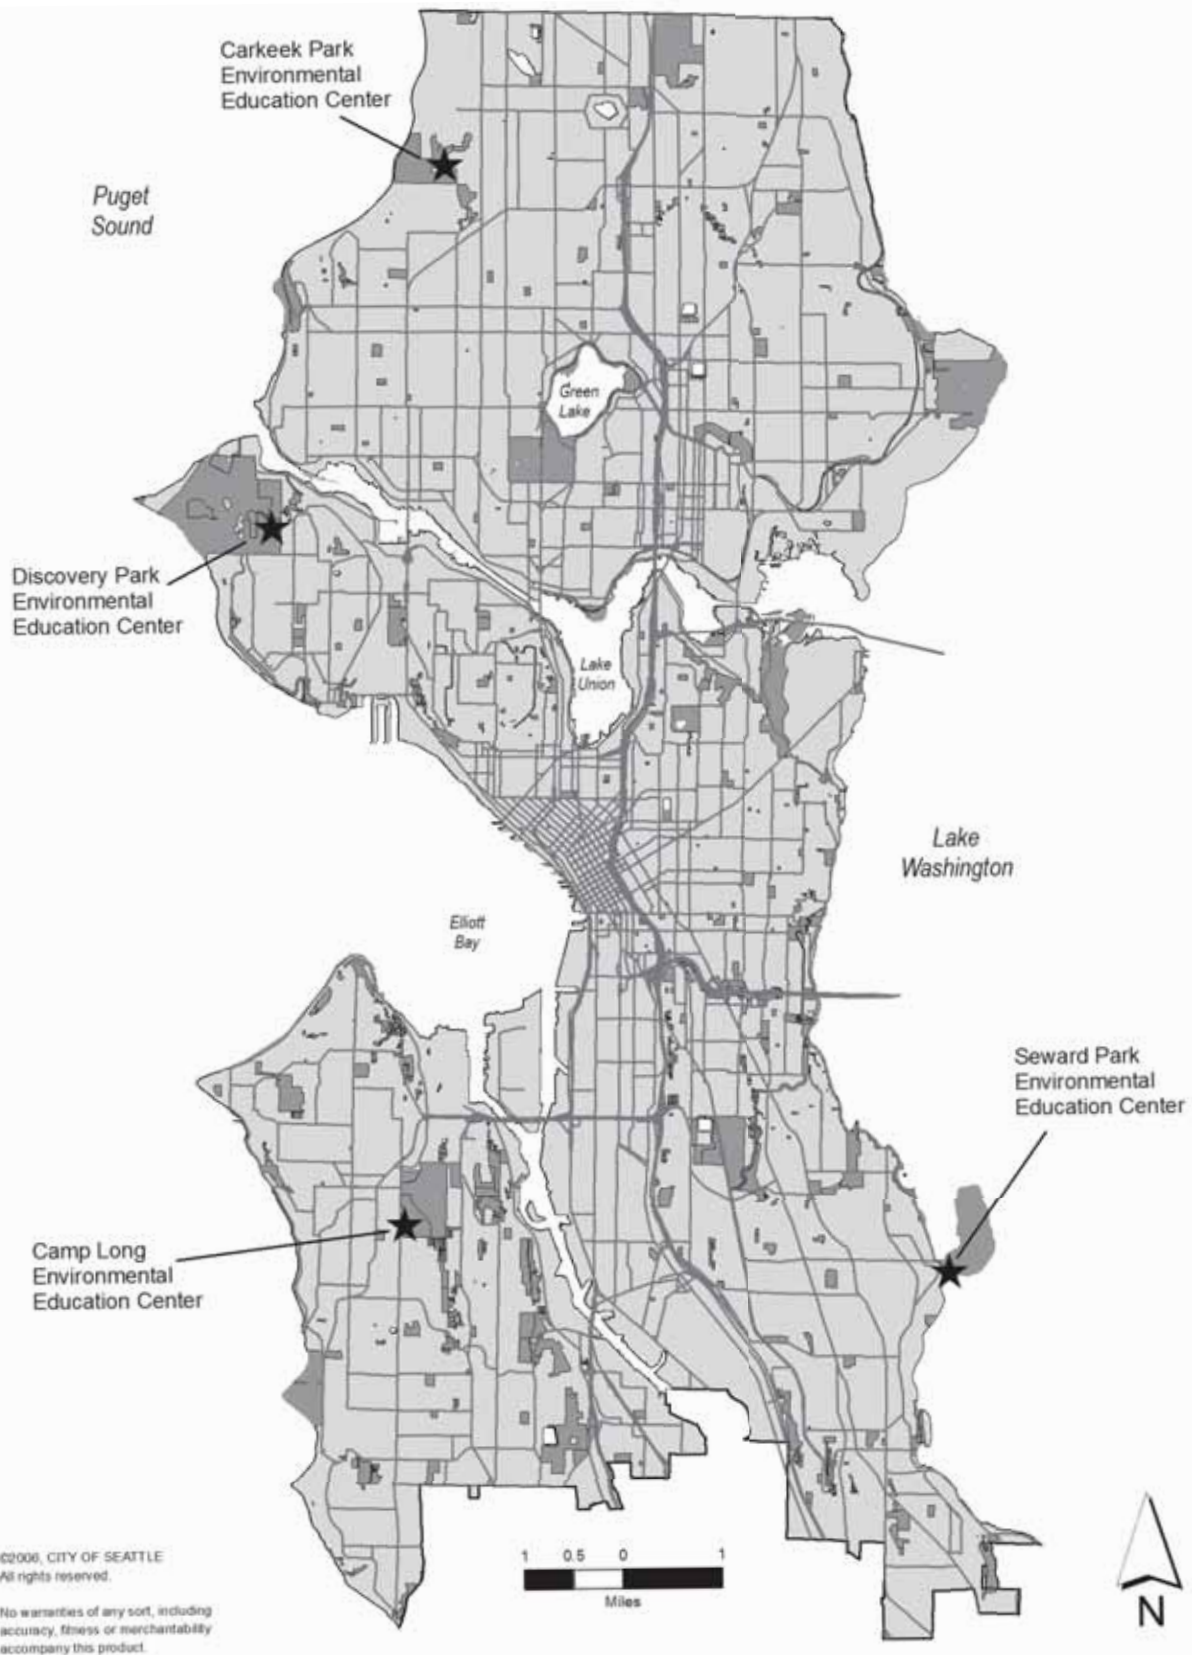 Carkeek Park
Environmental
Education Center
Puget
Sound
Green
Lake
Discovery Park
Environmental
Education Center
Lake
Union
Lake
Washington
Elliott
Bay
Seward Park
Environmental
Education Center
Camp Long
Environmental
Education Center
©2006, CITY OF SEATTLE
All rights reserved.
No warranties of any sort, including
accuracy, fitness or merchantability
accompany this product.
1 0.5 0 1
Miles
N